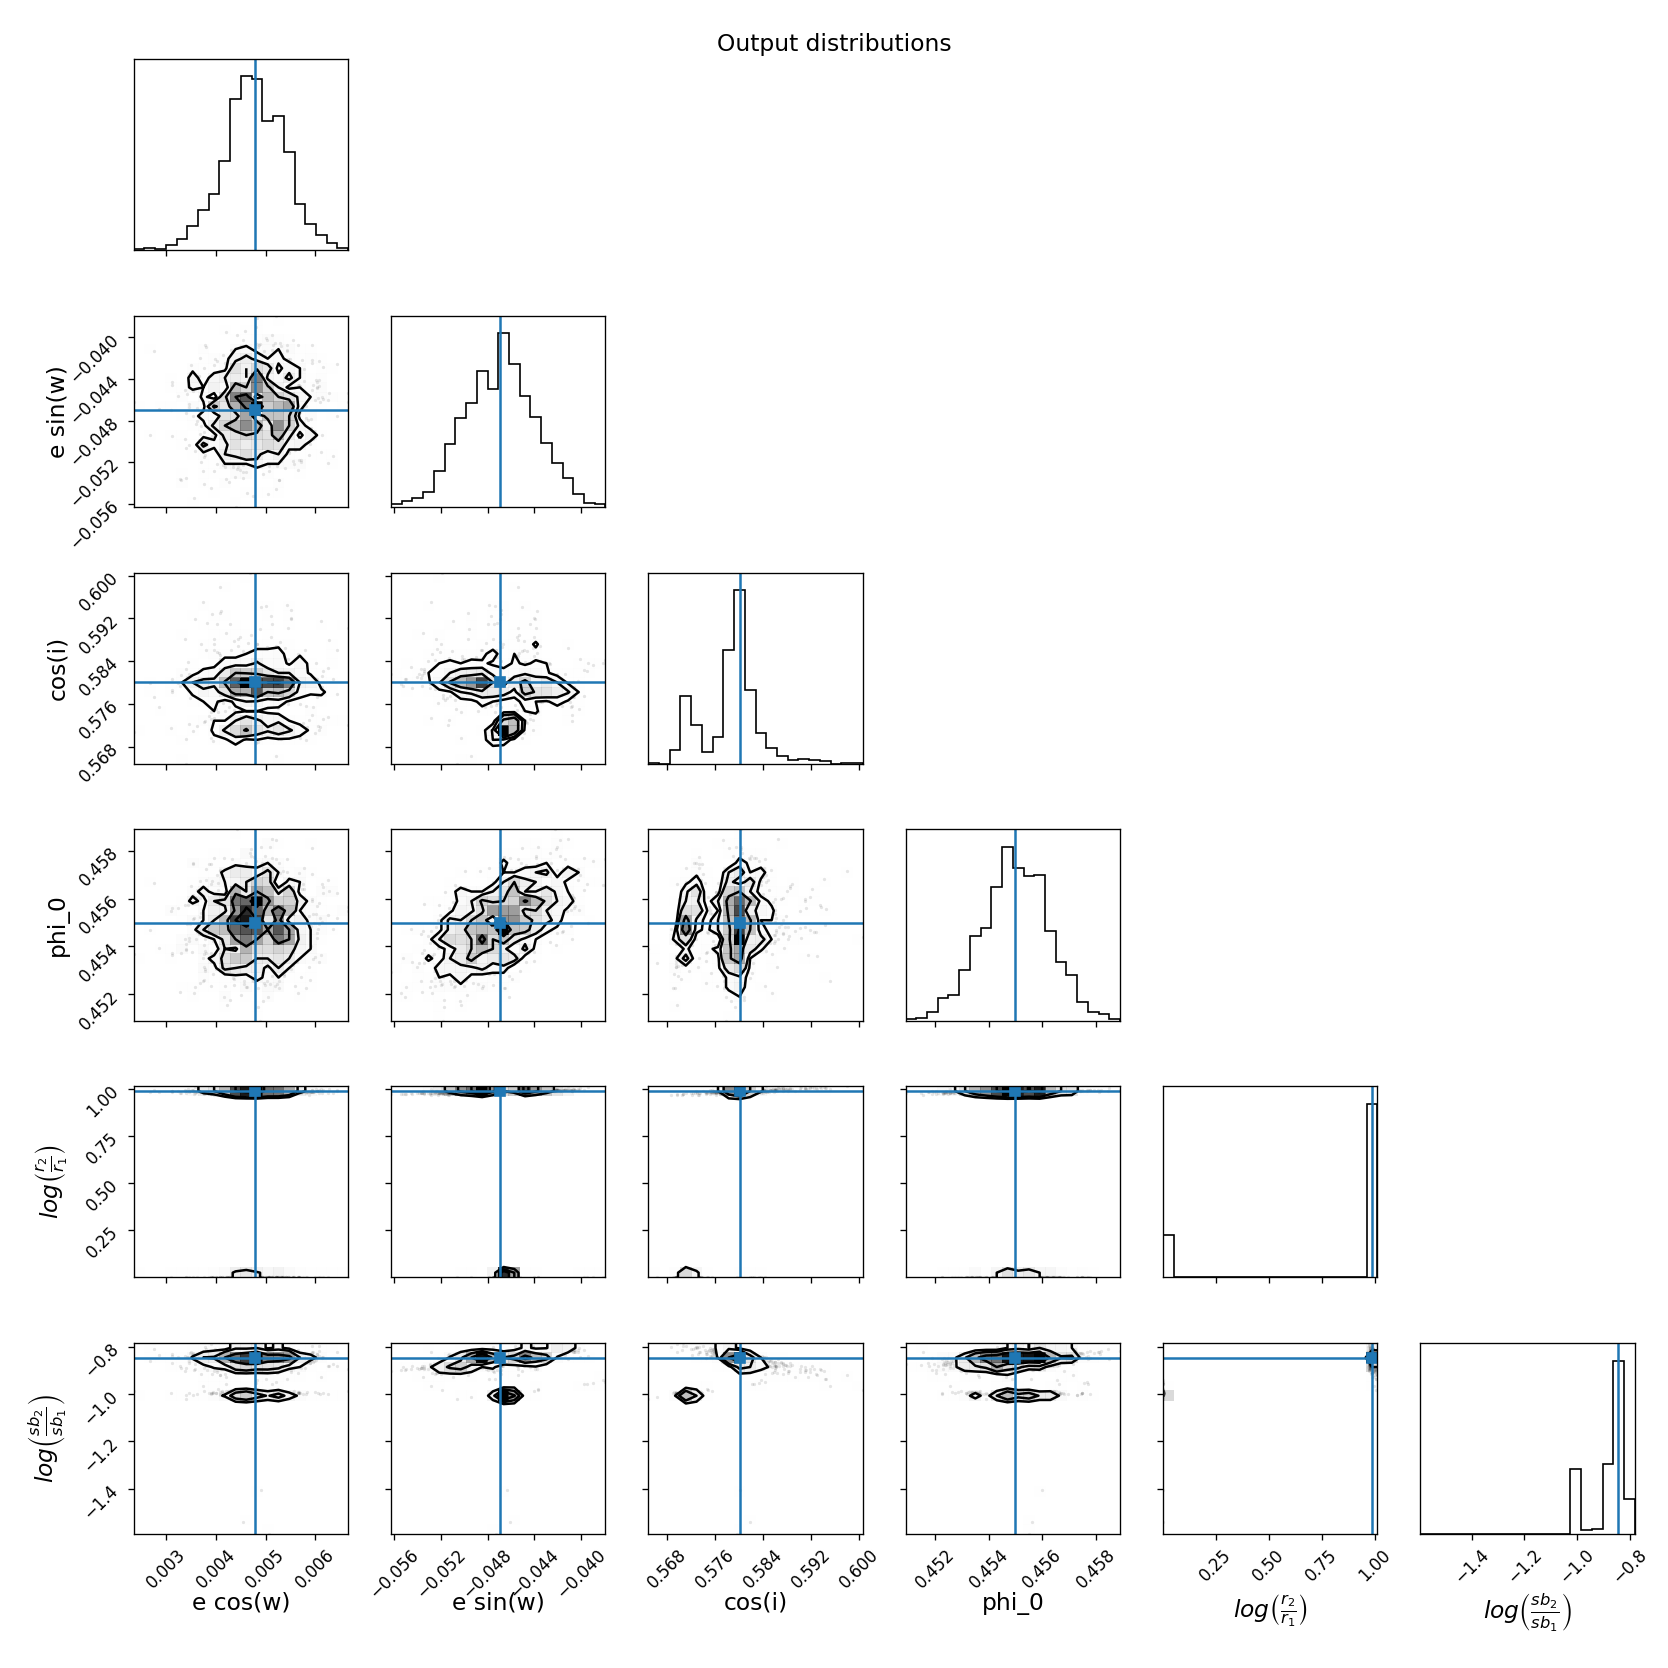 Output distributions
−0.040
−0.044
−0.048
−0.052
−0.056
e sin(w)
0.600
0.592
0.584
0.576
0.568
cos(i)
0.458
0.456
0.454
0.452
phi_0
1.00
0.75
0.50
0.25
log(r₂/r₁)
−0.8
−1.0
−1.2
−1.4
log(sb₂/sb₁)
0.003 0.004 0.005 0.006
−0.056 −0.052 −0.048 −0.044 −0.040
0.568 0.576 0.584 0.592 0.600
0.452 0.454 0.456 0.458
0.25 0.50 0.75 1.00
−1.4 −1.2 −1.0 −0.8
e cos(w) e sin(w) cos(i) phi_0 log(r₂/r₁) log(sb₂/sb₁)